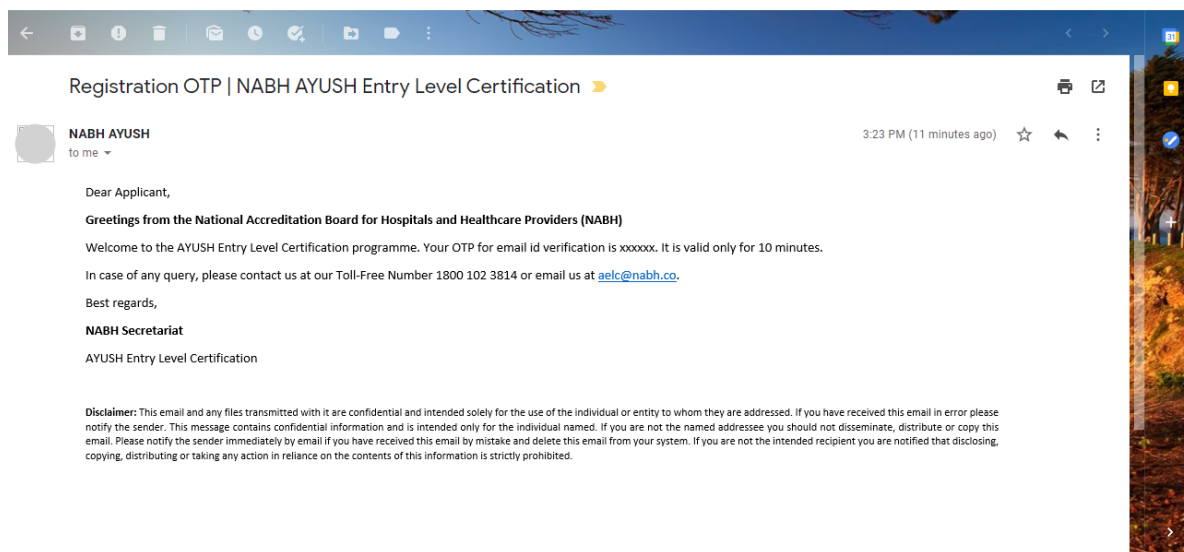 Registration OTP | NABH AYUSH Entry Level Certification
NABH AYUSH
3:23 PM (11 minutes ago)
to me
Dear Applicant,
Greetings from the National Accreditation Board for Hospitals and Healthcare Providers (NABH)
Welcome to the AYUSH Entry Level Certification programme. Your OTP for email id verification is xxxxxx. It is valid only for 10 minutes.
In case of any query, please contact us at our Toll-Free Number 1800 102 3814 or email us at aelc@nabh.co.
Best regards,
NABH Secretariat
AYUSH Entry Level Certification
Disclaimer: This email and any files transmitted with it are confidential and intended solely for the use of the individual or entity to whom they are addressed. If you have received this email in error please
notify the sender. This message contains confidential information and is intended only for the individual named. If you are not the named addressee you should not disseminate, distribute or copy this
email. Please notify the sender immediately by email if you have received this email by mistake and delete this email from your system. If you are not the intended recipient you are notified that disclosing,
copying, distributing or taking any action in reliance on the contents of this information is strictly prohibited.
31